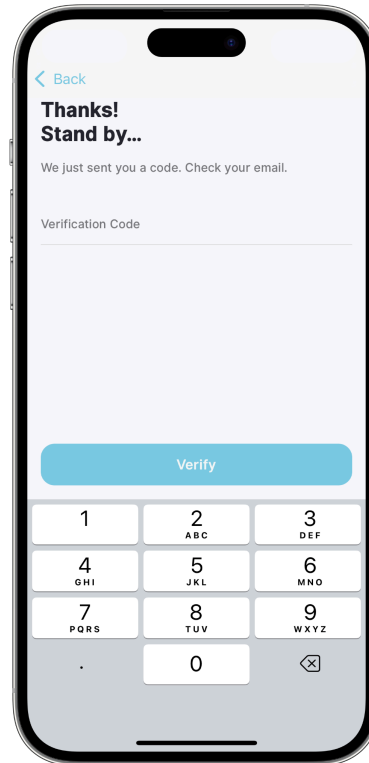 Back
Thanks!
Stand by...
We just sent you a code. Check your email.
Verification Code
Verify
1
2
ABC
3
DEF
4
GHI
5
JKL
6
MNO
7
PQRS
8
TUV
9
WXYZ
.
0